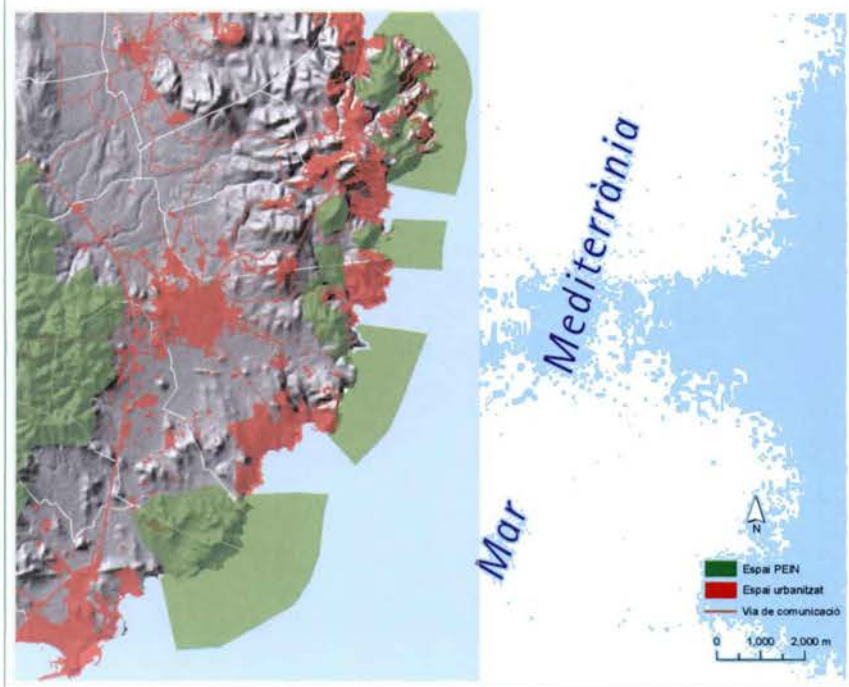 Mar Mediterrània
N
Espai PEIN
Espai urbanitzat
Via de comunicació
0 1,000 2,000 m